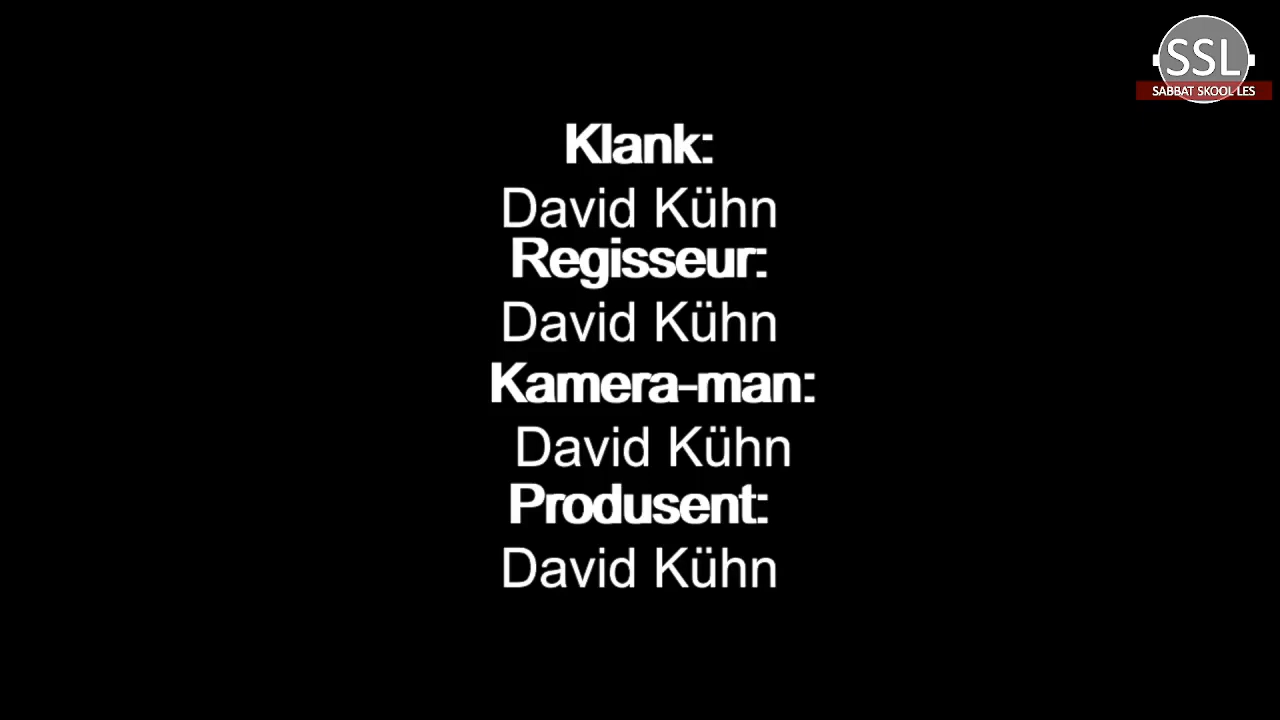 SSL
SABBAT SKOOL LES
Klank:
David Kühn
Regisseur:
David Kühn
Kamera-man:
David Kühn
Produsent:
David Kühn